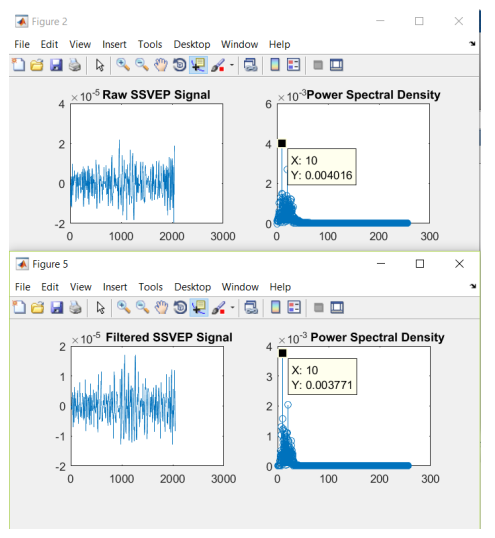 Figure 2
File Edit View Insert Tools Desktop Window Help
×10-5 Raw SSVEP Signal
4
2
0
-2
0 1000 2000 3000
×10-3 Power Spectral Density
6
4
2
0
0 100 200 300
X: 10
Y: 0.004016
Figure 5
File Edit View Insert Tools Desktop Window Help
×10-5 Filtered SSVEP Signal
2
1
0
-1
-2
0 1000 2000 3000
×10-3 Power Spectral Density
4
3
2
1
0
0 100 200 300
X: 10
Y: 0.003771